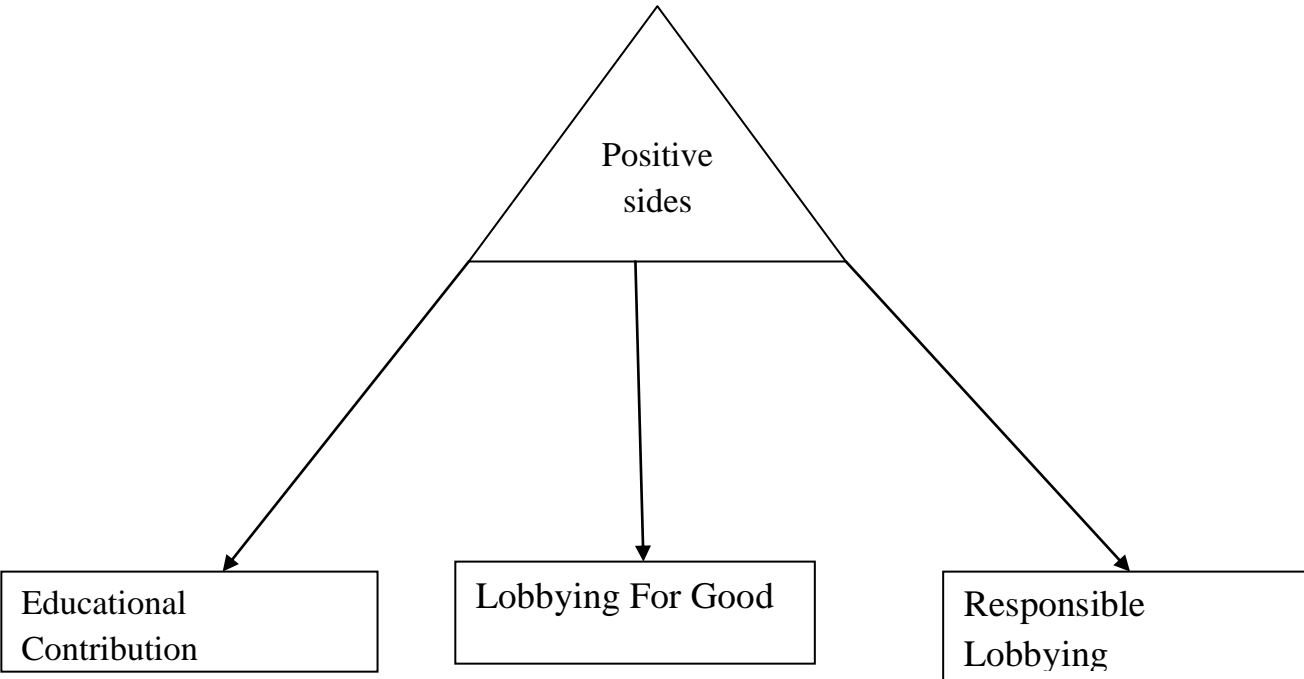 Positive
sides
Educational
Contribution
Lobbying For Good
Responsible
Lobbying